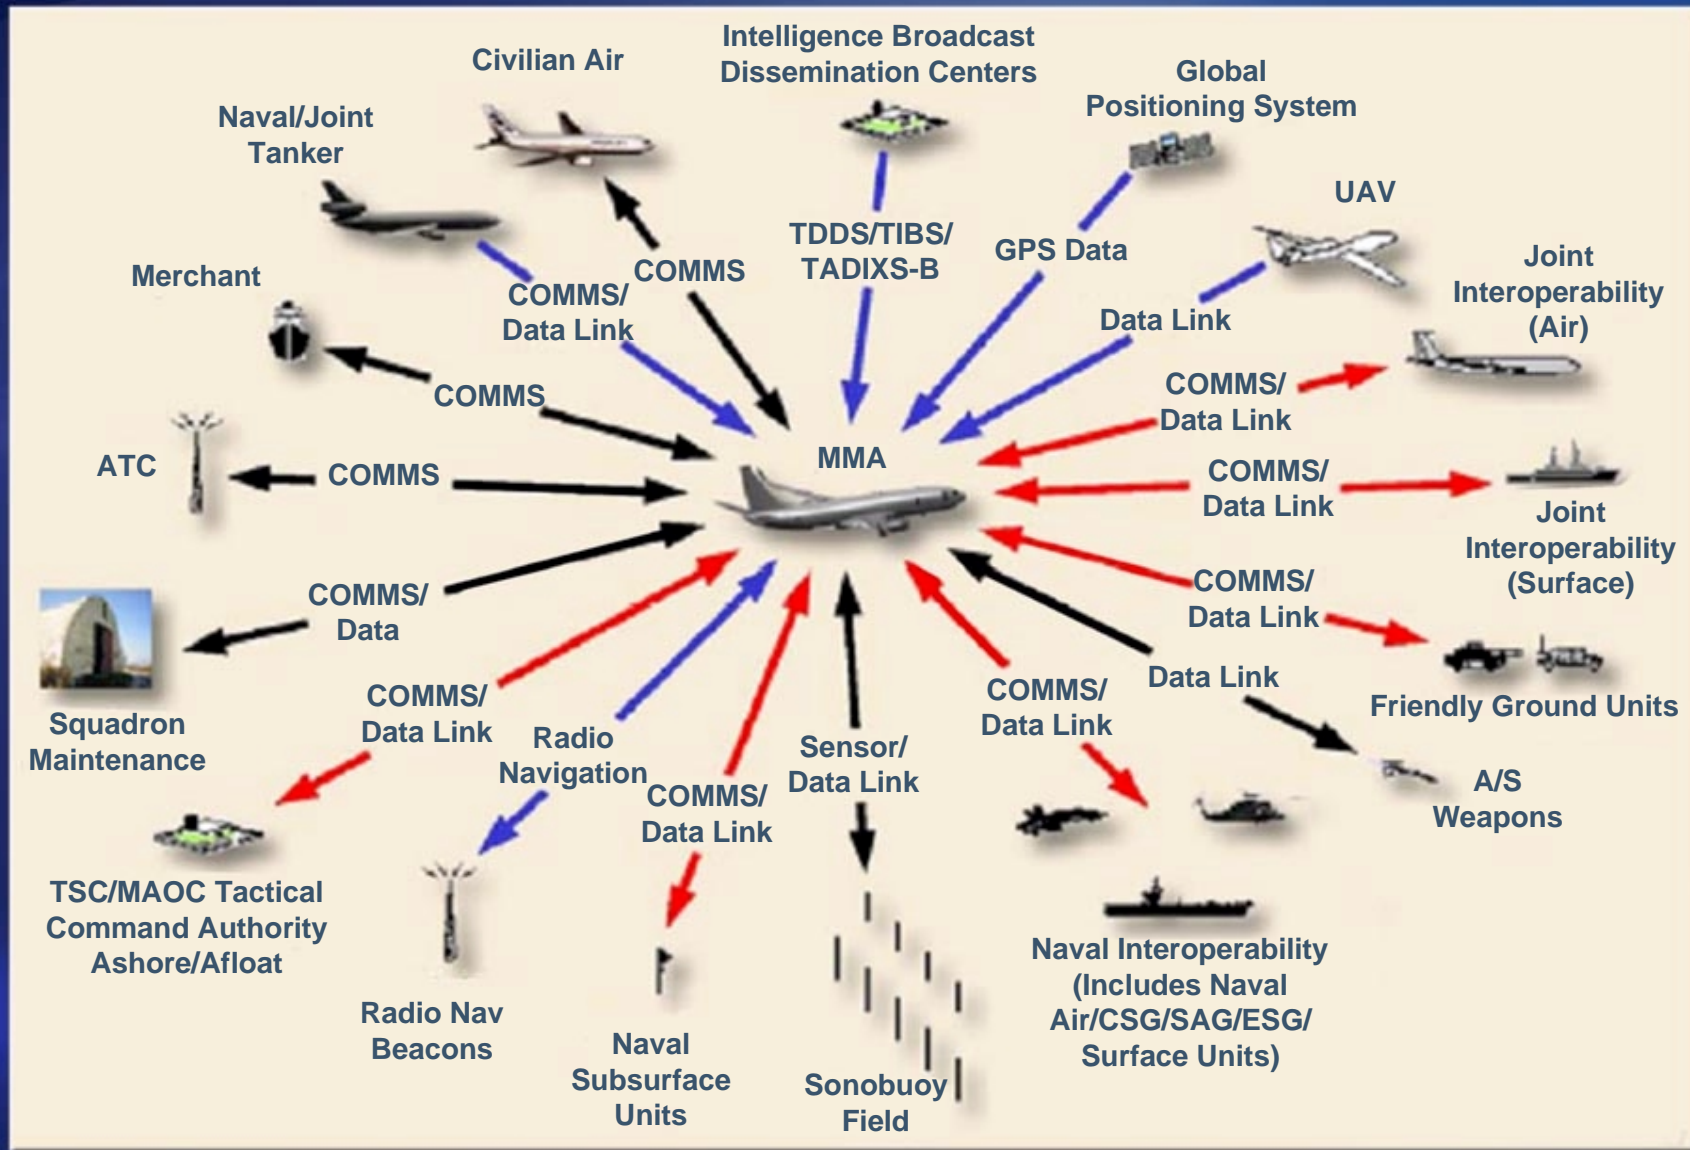 Intelligence Broadcast
Dissemination Centers
Civilian Air
Global
Positioning System
Naval/Joint
Tanker
UAV
TDDS/TIBS/
TADIXS-B
GPS Data
COMMS
Joint
Interoperability
(Air)
Merchant
COMMS/
Data Link
Data Link
COMMS
COMMS/
Data Link
MMA
ATC
COMMS
COMMS/
Data Link
Joint
Interoperability
(Surface)
COMMS/
Data
COMMS/
Data Link
Squadron
Maintenance
COMMS/
Data Link
Radio
Navigation
COMMS/
Data Link
Sensor/
Data Link
COMMS/
Data Link
Data Link
Friendly Ground Units
A/S
Weapons
TSC/MAOC Tactical
Command Authority
Ashore/Afloat
Radio Nav
Beacons
Naval
Subsurface
Units
Sonobuoy
Field
Naval Interoperability
(Includes Naval
Air/CSG/SAG/ESG/
Surface Units)